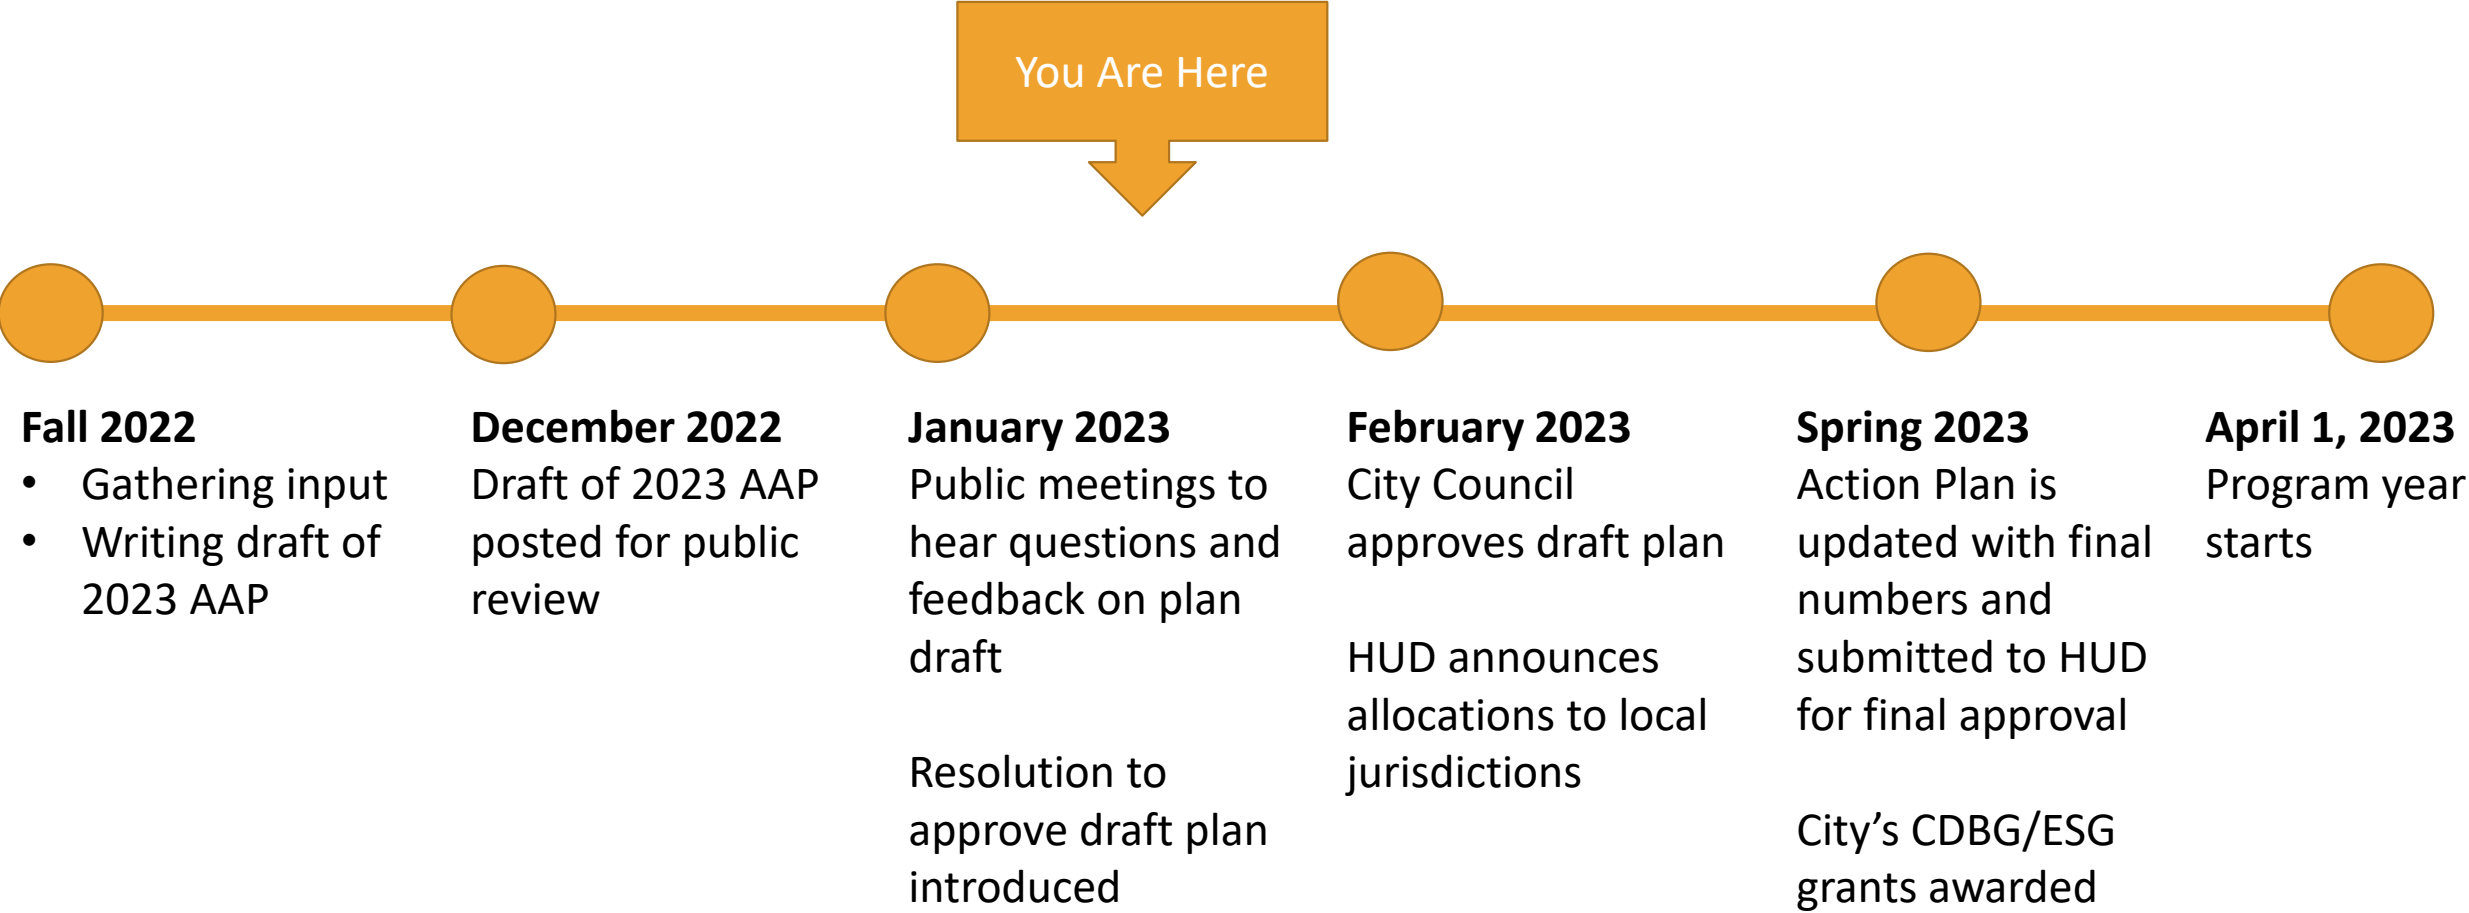 You Are Here
Fall 2022
• Gathering input
• Writing draft of
2023 AAP
December 2022
Draft of 2023 AAP
posted for public
review
January 2023
Public meetings to
hear questions and
feedback on plan
draft
Resolution to
approve draft plan
introduced
February 2023
City Council
approves draft plan
HUD announces
allocations to local
jurisdictions
Spring 2023
Action Plan is
updated with final
numbers and
submitted to HUD
for final approval
City’s CDBG/ESG
grants awarded
April 1, 2023
Program year
starts